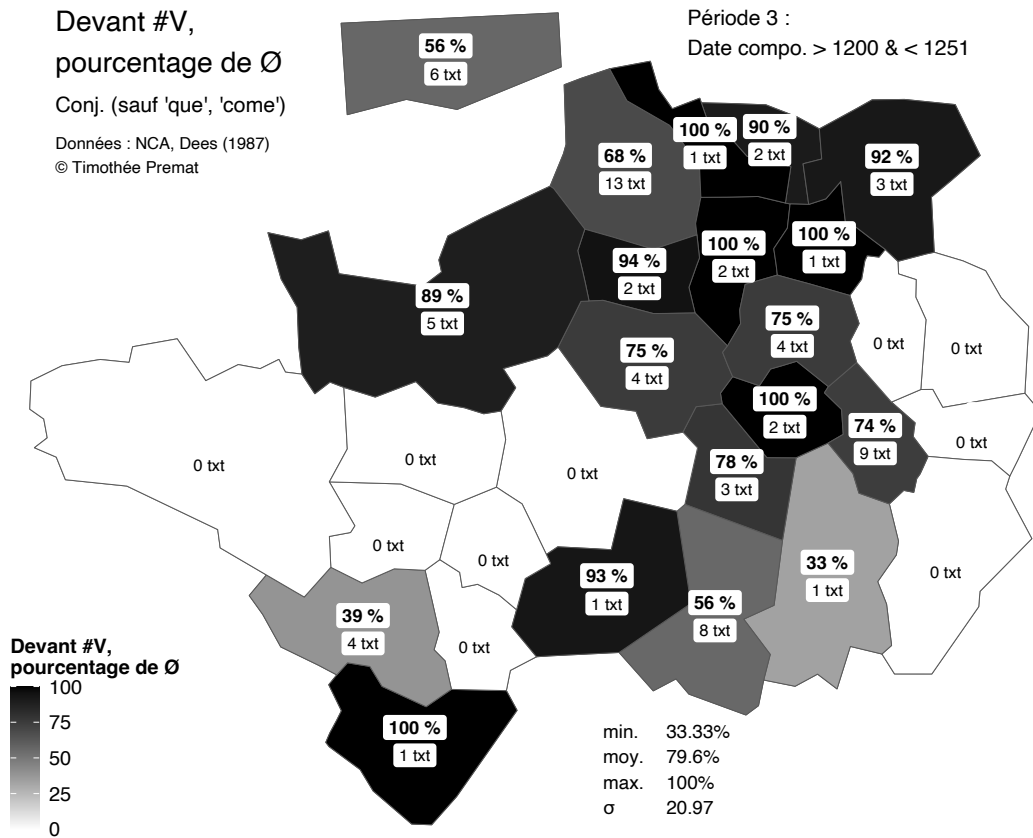 Devant #V,
pourcentage de Ø
Conj. (sauf 'que', 'come')
Données : NCA, Dees (1987)
© Timothée Premat
Période 3 :
Date compo. > 1200 & < 1251
56 %
6 txt
100 %
1 txt
90 %
2 txt
68 %
13 txt
92 %
3 txt
100 %
2 txt
100 %
1 txt
94 %
2 txt
89 %
5 txt
75 %
4 txt
75 %
4 txt
0 txt
0 txt
100 %
2 txt
74 %
9 txt
0 txt
0 txt
0 txt
0 txt
78 %
3 txt
0 txt
0 txt
93 %
1 txt
56 %
8 txt
33 %
1 txt
0 txt
39 %
4 txt
0 txt
100 %
1 txt
Devant #V,
pourcentage de Ø
100
75
50
25
0
min. 33.33%
moy. 79.6%
max. 100%
σ 20.97